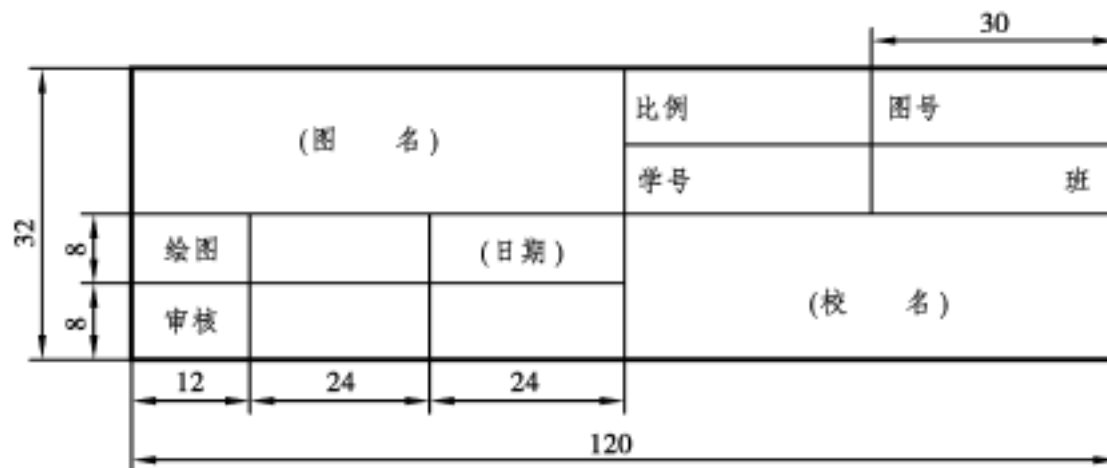 30
比例 图号
(图 名)
学号 班
32
8 绘图 (日期)
(校 名)
8 审核
12 24 24
120